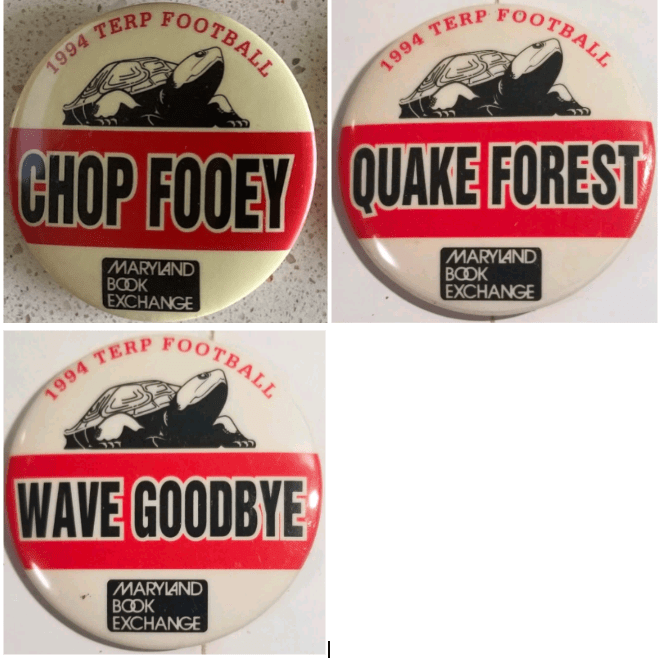 1994 TERP FOOTBALL
CHOP FOOEY
MARYLAND
BOOK
EXCHANGE
1994 TERP FOOTBALL
QUAKE FOREST
MARYLAND
BOOK
EXCHANGE
1994 TERP FOOTBALL
WAVE GOODBYE
MARYLAND
BOOK
EXCHANGE